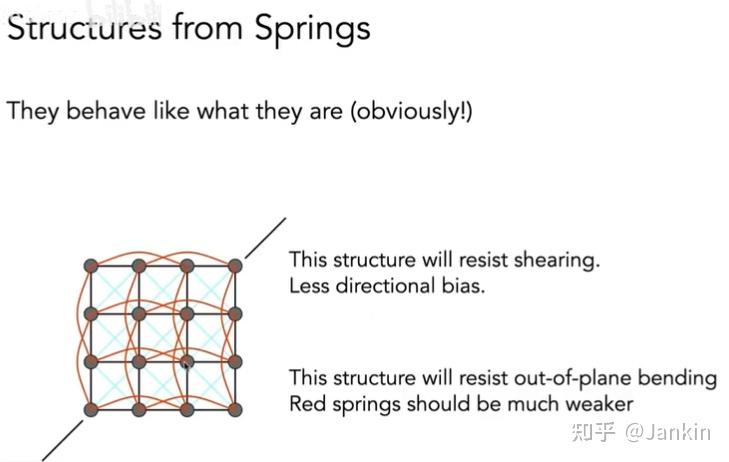 Structures from Springs
They behave like what they are (obviously!)
This structure will resist shearing.
Less directional bias.
This structure will resist out-of-plane bending
Red springs should be much weaker
知乎 @Jankin